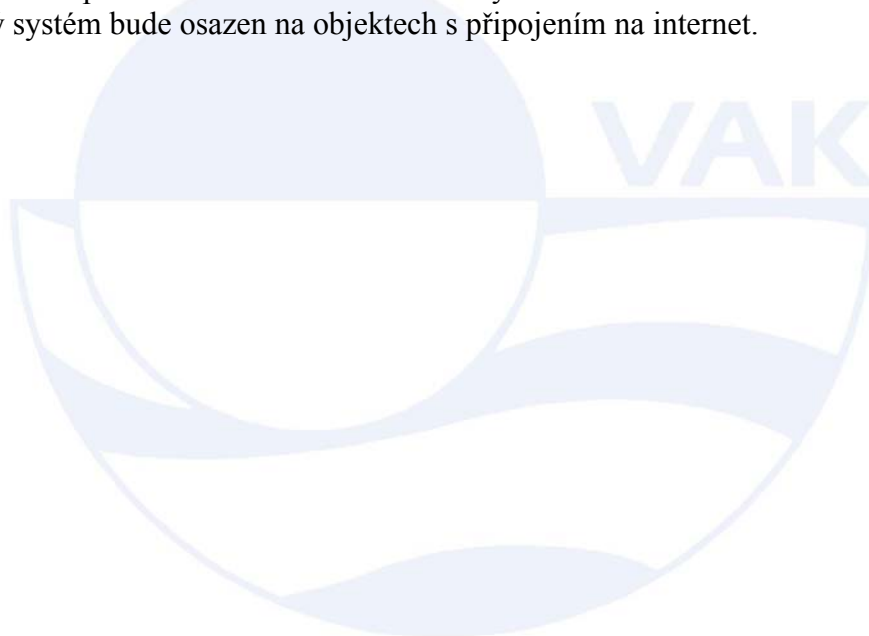 systém bude osazen na objektech s připojením na internet.
VAK